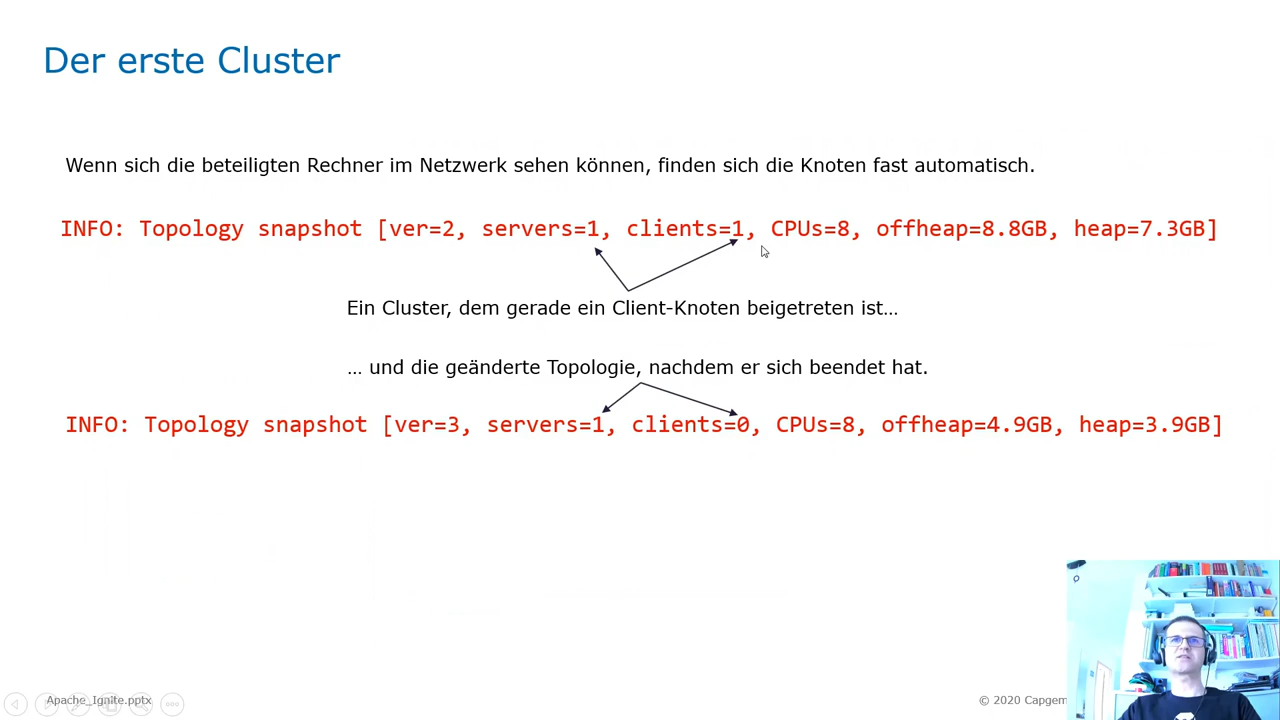 Der erste Cluster
Wenn sich die beteiligten Rechner im Netzwerk sehen können, finden sich die Knoten fast automatisch.
INFO: Topology snapshot [ver=2, servers=1, clients=1, CPUs=8, offheap=8.8GB, heap=7.3GB]
Ein Cluster, dem gerade ein Client-Knoten beigetreten ist…
… und die geänderte Topologie, nachdem er sich beendet hat.
INFO: Topology snapshot [ver=3, servers=1, clients=0, CPUs=8, offheap=4.9GB, heap=3.9GB]
Apache_Ignite.pptx
© 2020 Capgem